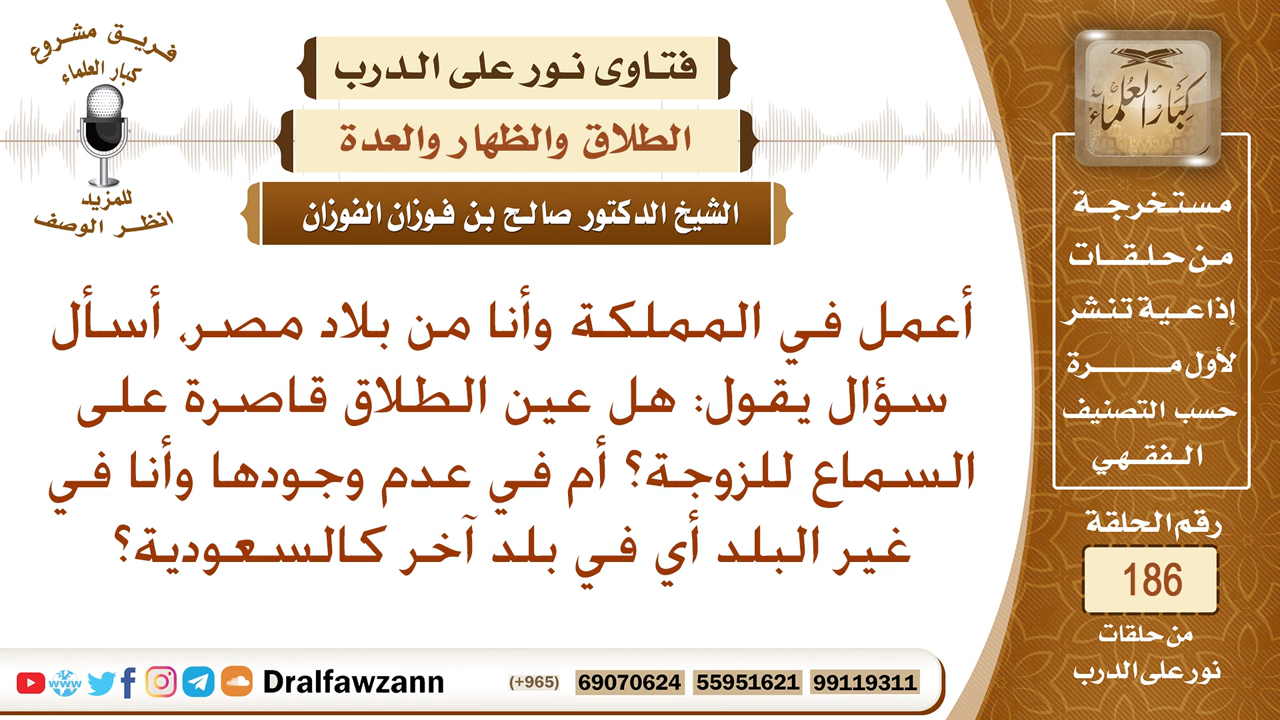 فريق مشروع
كبار العلماء
للمزيد
انظر الوصف
فتاوى نور على الدرب
الطلاق والظهار والعدة
الشيخ الدكتور صالح بن فوزان الفوزان
أعمل في المملكة وأنا من بلاد مصر، أسأل
سؤال يقول: هل عين الطلاق قاصرة على
السماع للزوجة؟ أم في عدم وجودها وأنا في
غير البلد أي في بلد آخر كالسعودية؟
كبار العلماء
مستخرجة
من حلقات
إذاعية تنشر
لأول مرة
حسب التصنيف
الفقهي
رقم الحلقة
186
من حلقات
نور على الدرب
www
Dralfawzann
(+965) 69070624 55951621 99119311